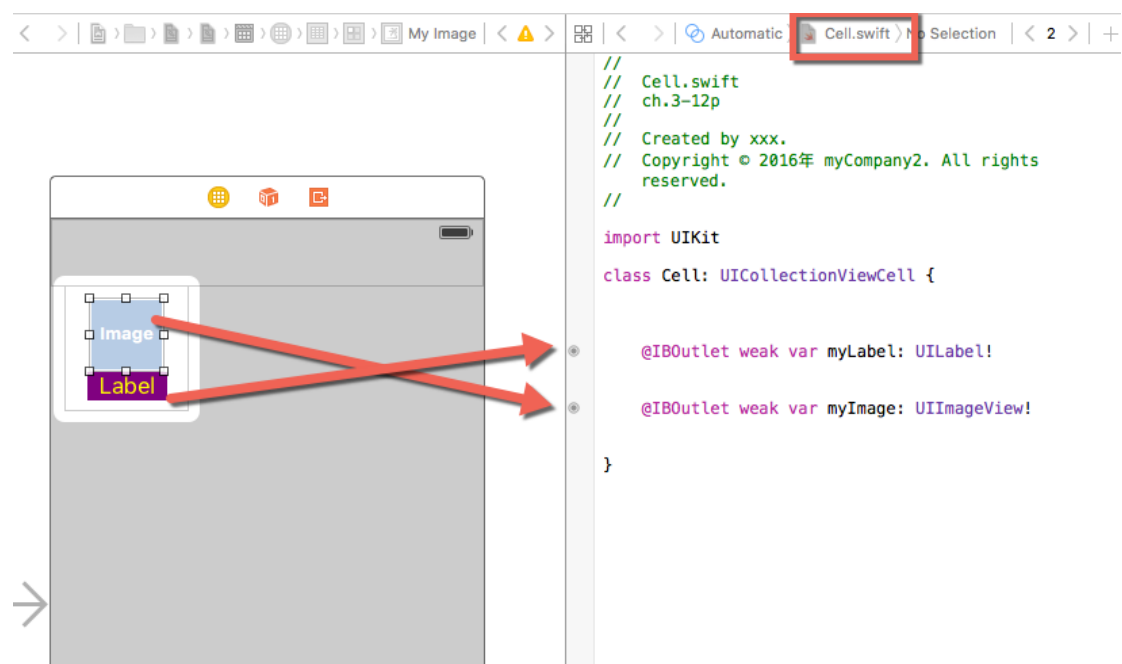 My Image
Automatic
Cell.swift
No Selection
2
Image
Label
//
// Cell.swift
// ch.3-12p
//
// Created by xxx.
// Copyright © 2016年 myCompany2. All rights
reserved.
//
import UIKit
class Cell: UICollectionViewCell {
@IBOutlet weak var myLabel: UILabel!
@IBOutlet weak var myImage: UIImageView!
}